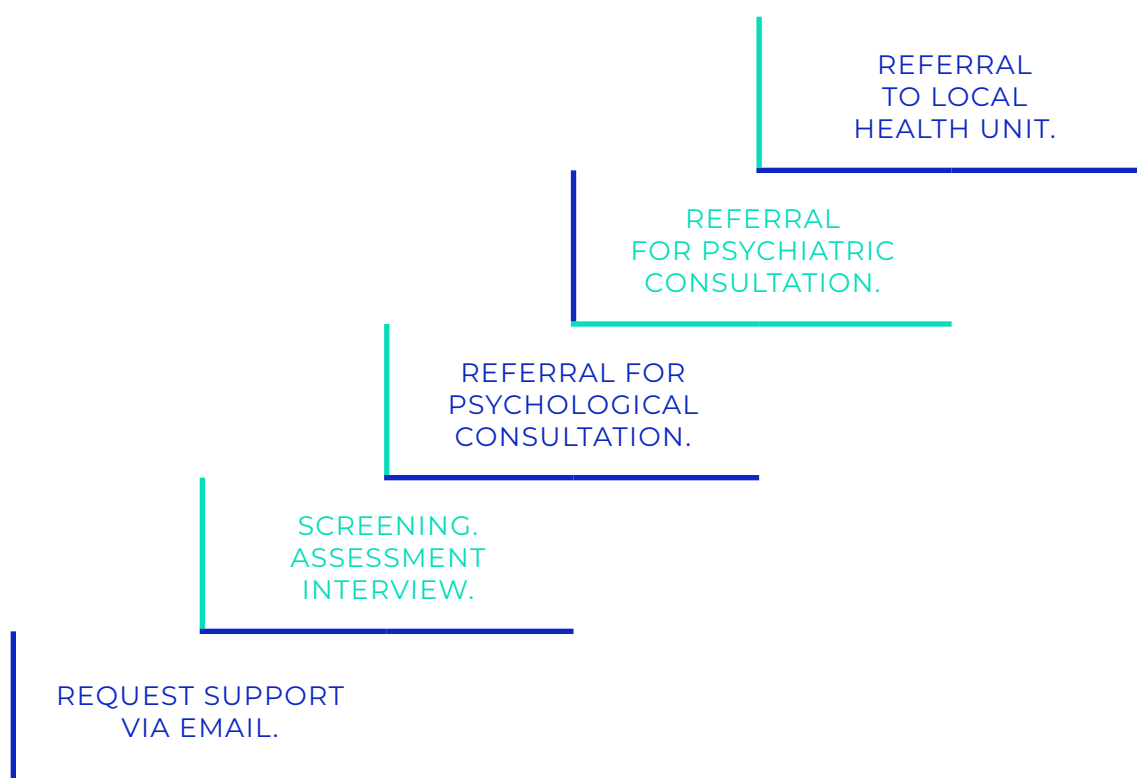 REFERRAL
TO LOCAL
HEALTH UNIT.
REFERRAL
FOR PSYCHIATRIC
CONSULTATION.
REFERRAL FOR
PSYCHOLOGICAL
CONSULTATION.
SCREENING.
ASSESSMENT
INTERVIEW.
REQUEST SUPPORT
VIA EMAIL.